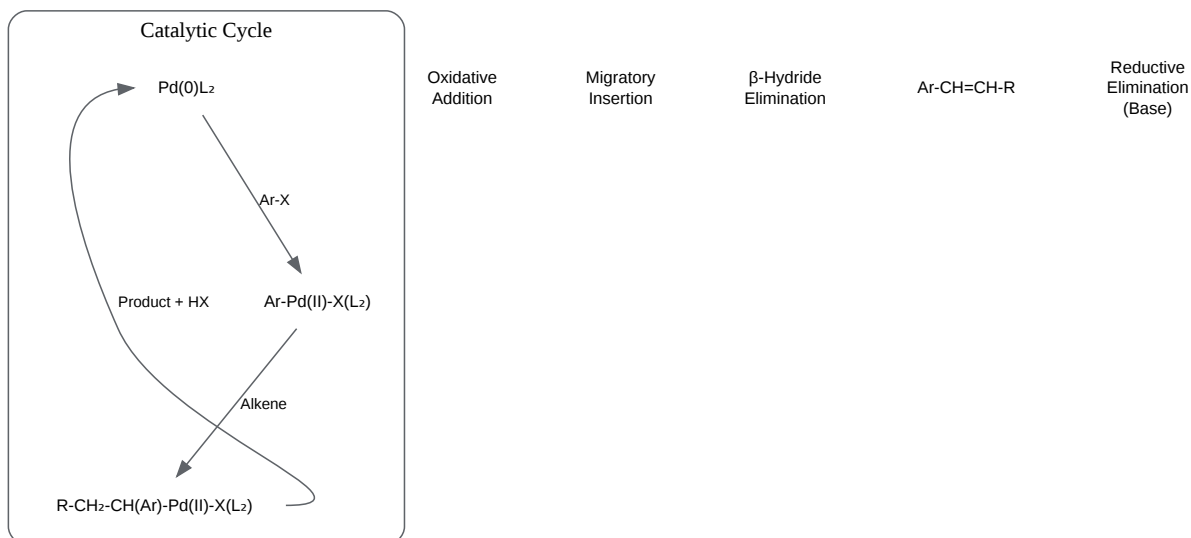 Catalytic Cycle
Pd(0)L₂
Ar-X
Product + HX
Ar-Pd(II)-X(L₂)
Alkene
R-CH₂-CH(Ar)-Pd(II)-X(L₂)
Oxidative
Addition
Migratory
Insertion
β-Hydride
Elimination
Ar-CH=CH-R
Reductive
Elimination
(Base)